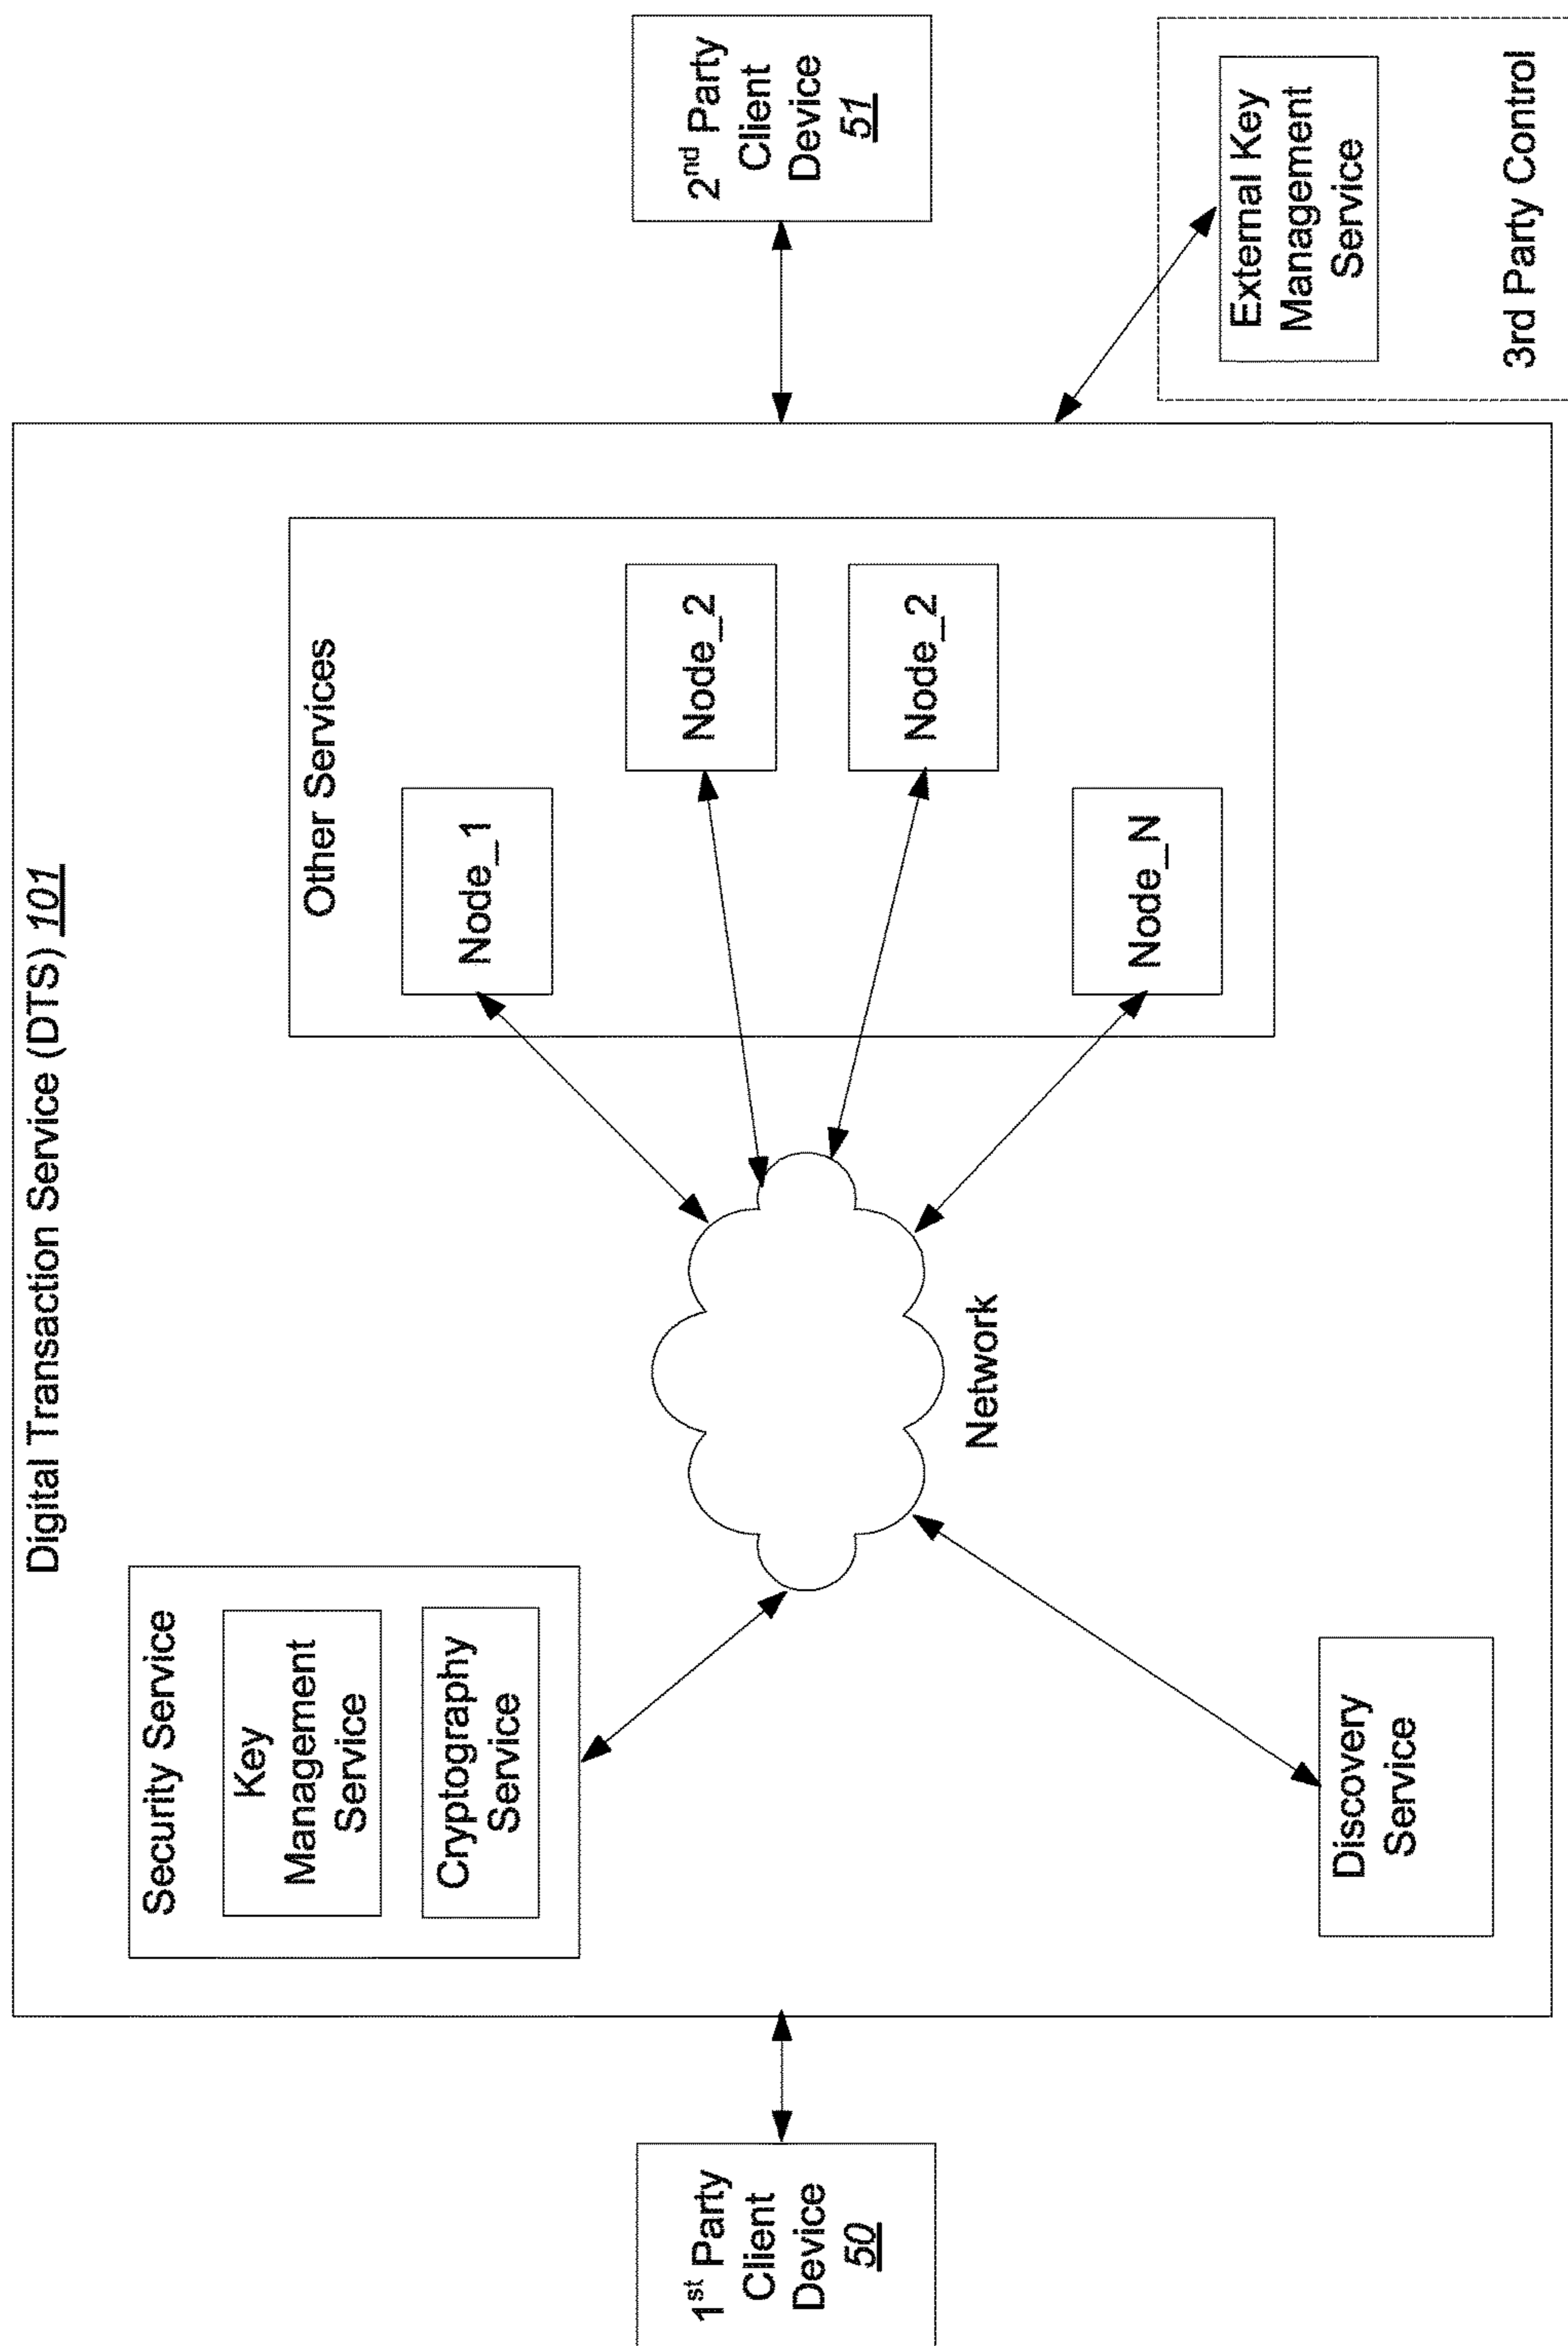 Digital Transaction Service (DTS) 101
1st Party
Client
Device
50
Security Service
Key
Management
Service
Cryptography
Service
Discovery
Service
Network
Other Services
Node_1
Node_2
Node_2
Node_N
2nd Party
Client
Device
51
External Key
Management
Service
3rd Party Control